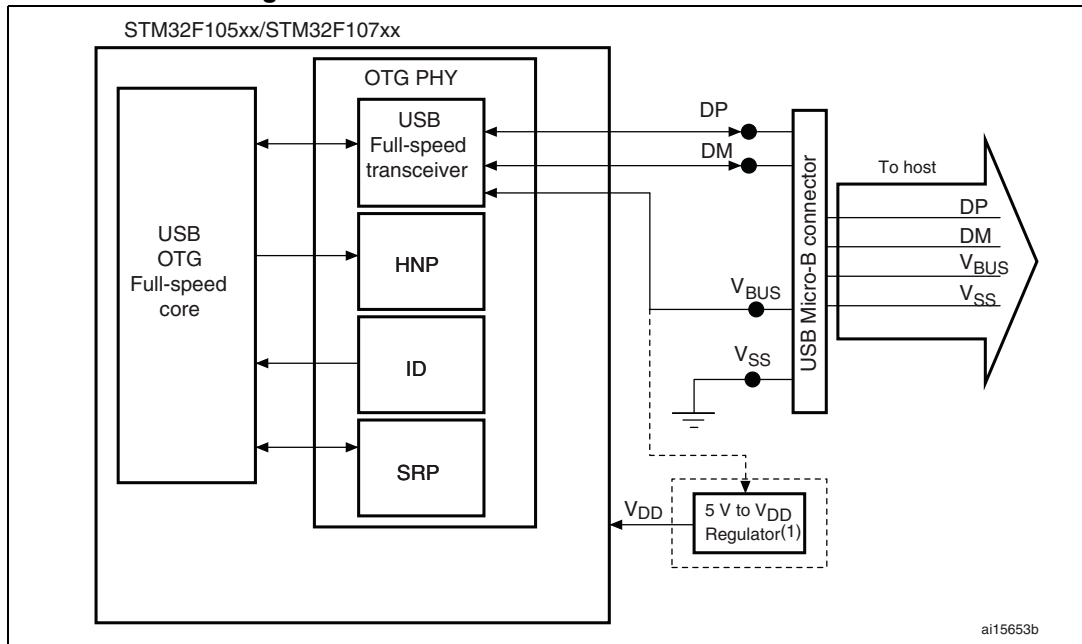 STM32F105xx/STM32F107xx
OTG PHY
USB
Full-speed
transceiver
HNP
ID
SRP
USB
OTG
Full-speed
core
DP
DM
VBUS
VSS
USB Micro-B connector
To host
DP
DM
VBUS
VSS
VDD
5 V to VDD
Regulator(1)
ai15653b